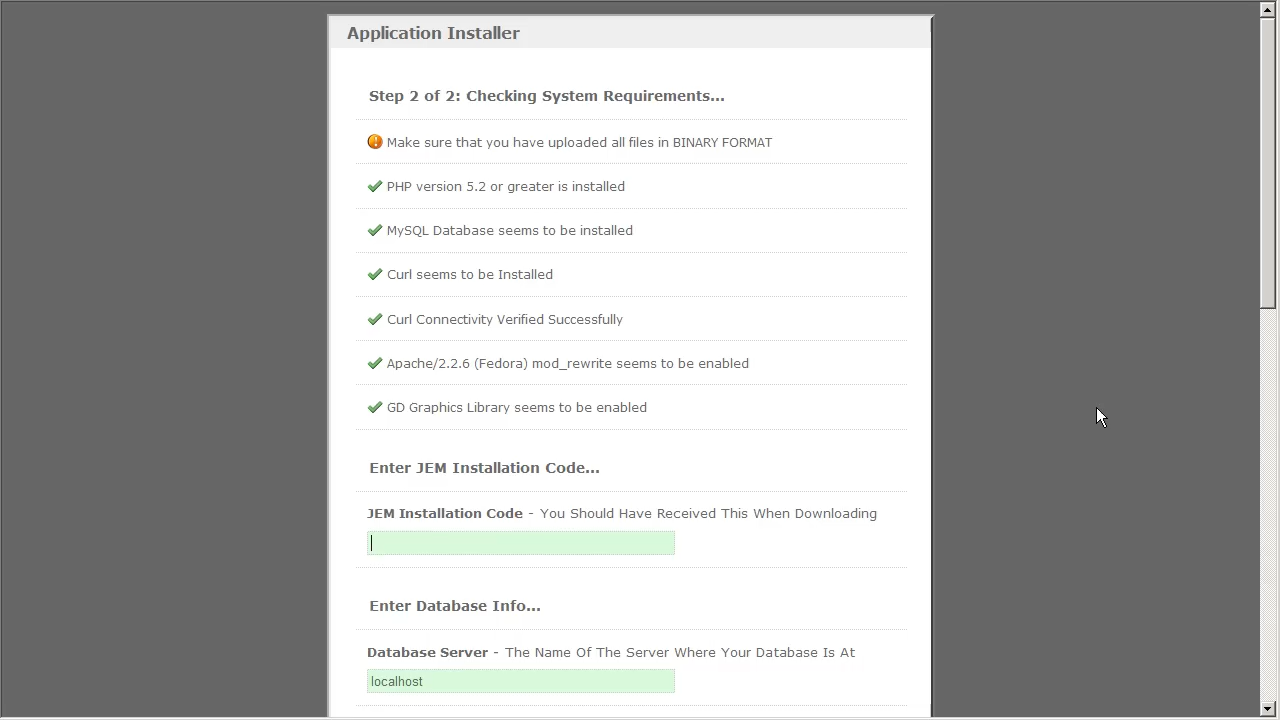 Application Installer
Step 2 of 2: Checking System Requirements...
Make sure that you have uploaded all files in BINARY FORMAT
PHP version 5.2 or greater is installed
MySQL Database seems to be installed
Curl seems to be Installed
Curl Connectivity Verified Successfully
Apache/2.2.6 (Fedora) mod_rewrite seems to be enabled
GD Graphics Library seems to be enabled
Enter JEM Installation Code...
JEM Installation Code - You Should Have Received This When Downloading
Enter Database Info...
Database Server - The Name Of The Server Where Your Database Is At
localhost